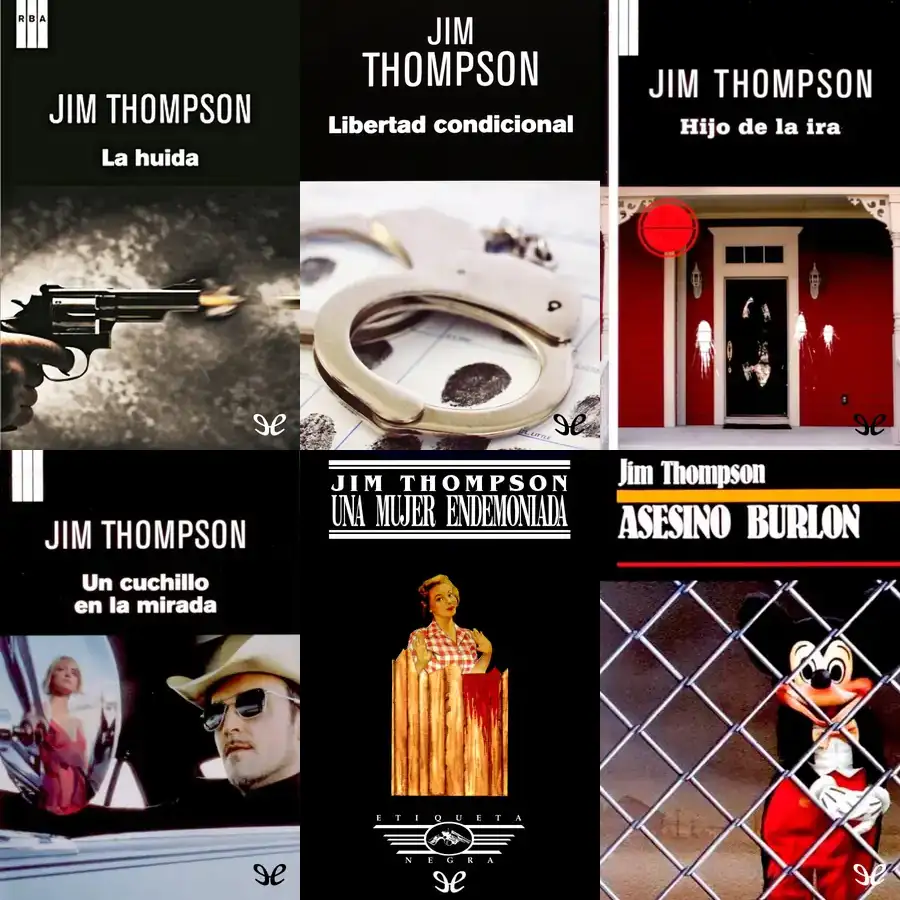 RBA
JIM THOMPSON
La huida
JIM
THOMPSON
Libertad condicional
JIM THOMPSON
Hijo de la ira
JIM THOMPSON
Un cuchillo
en la mirada
JIM THOMPSON
UNA MUJER ENDEMONIADA
ETIQUETA
NEGRA
Jim Thompson
ASESINO BURLON